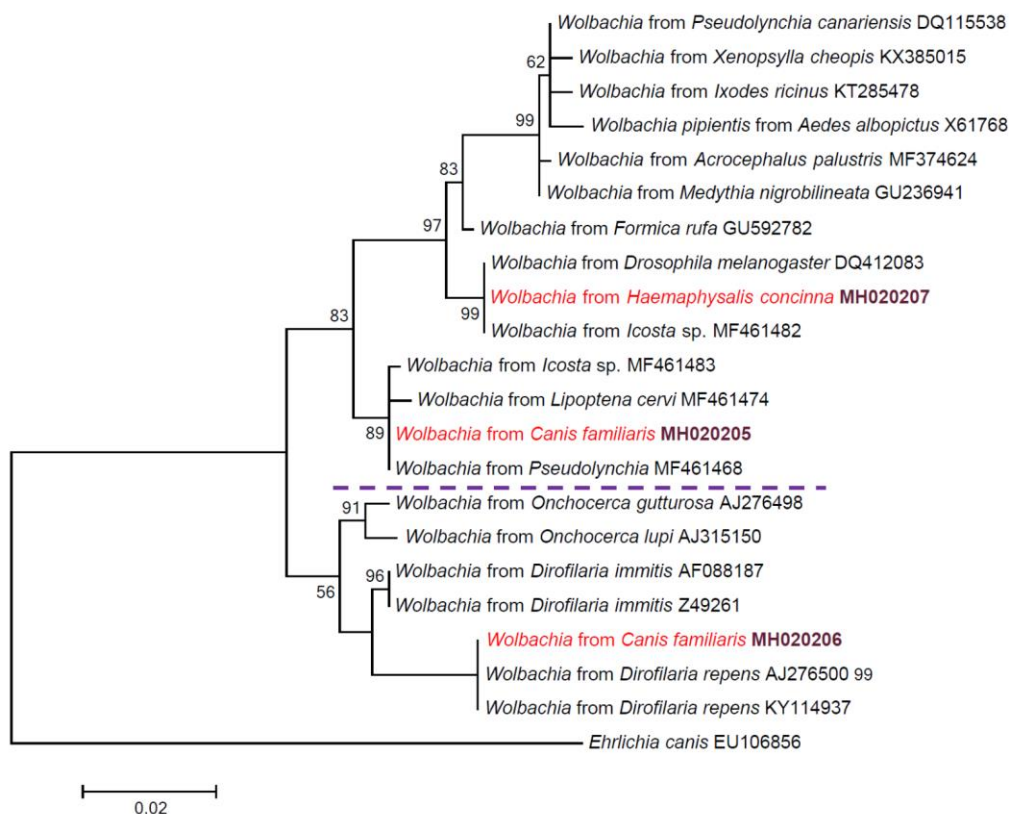 Wolbachia from Pseudolynchia canariensis DQ115538
62
Wolbachia from Xenopsylla cheopis KX385015
Wolbachia from Ixodes ricinus KT285478
99
Wolbachia pipientis from Aedes albopictus X61768
Wolbachia from Acrocephalus palustris MF374624
83
Wolbachia from Medythia nigrobilineata GU236941
97
Wolbachia from Formica rufa GU592782
Wolbachia from Drosophila melanogaster DQ412083
Wolbachia from Haemaphysalis concinna MH020207
83
99
Wolbachia from Icosta sp. MF461482
Wolbachia from Icosta sp. MF461483
Wolbachia from Lipoptena cervi MF461474
89
Wolbachia from Canis familiaris MH020205
Wolbachia from Pseudolynchia MF461468
91
Wolbachia from Onchocerca gutturosa AJ276498
Wolbachia from Onchocerca lupi AJ315150
96
Wolbachia from Dirofilaria immitis AF088187
56
Wolbachia from Dirofilaria immitis Z49261
Wolbachia from Canis familiaris MH020206
Wolbachia from Dirofilaria repens AJ276500 99
Wolbachia from Dirofilaria repens KY114937
Ehrlichia canis EU106856
0.02